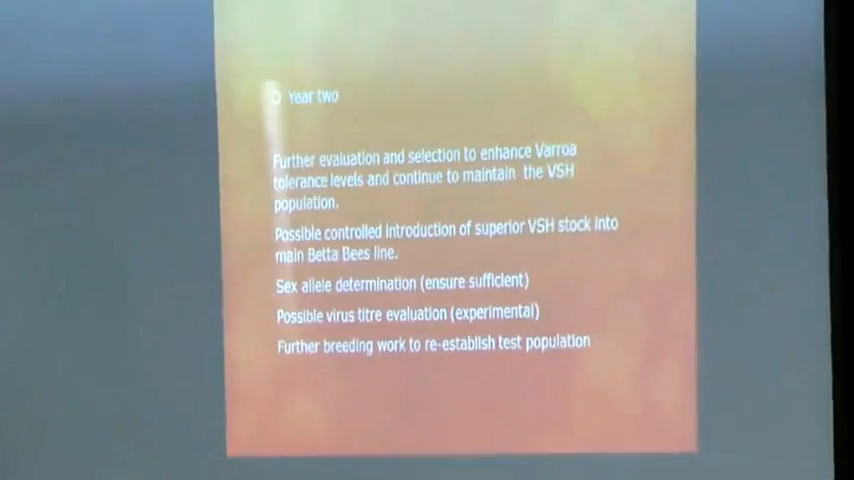 Year two
Further evaluation and selection to enhance Varroa
tolerance levels and continue to maintain the VSH
population.
Possible controlled introduction of superior VSH stock into
main Betta Bees line.
Sex allele determination (ensure sufficient)
Possible virus titre evaluation (experimental)
Further breeding work to re-establish test population